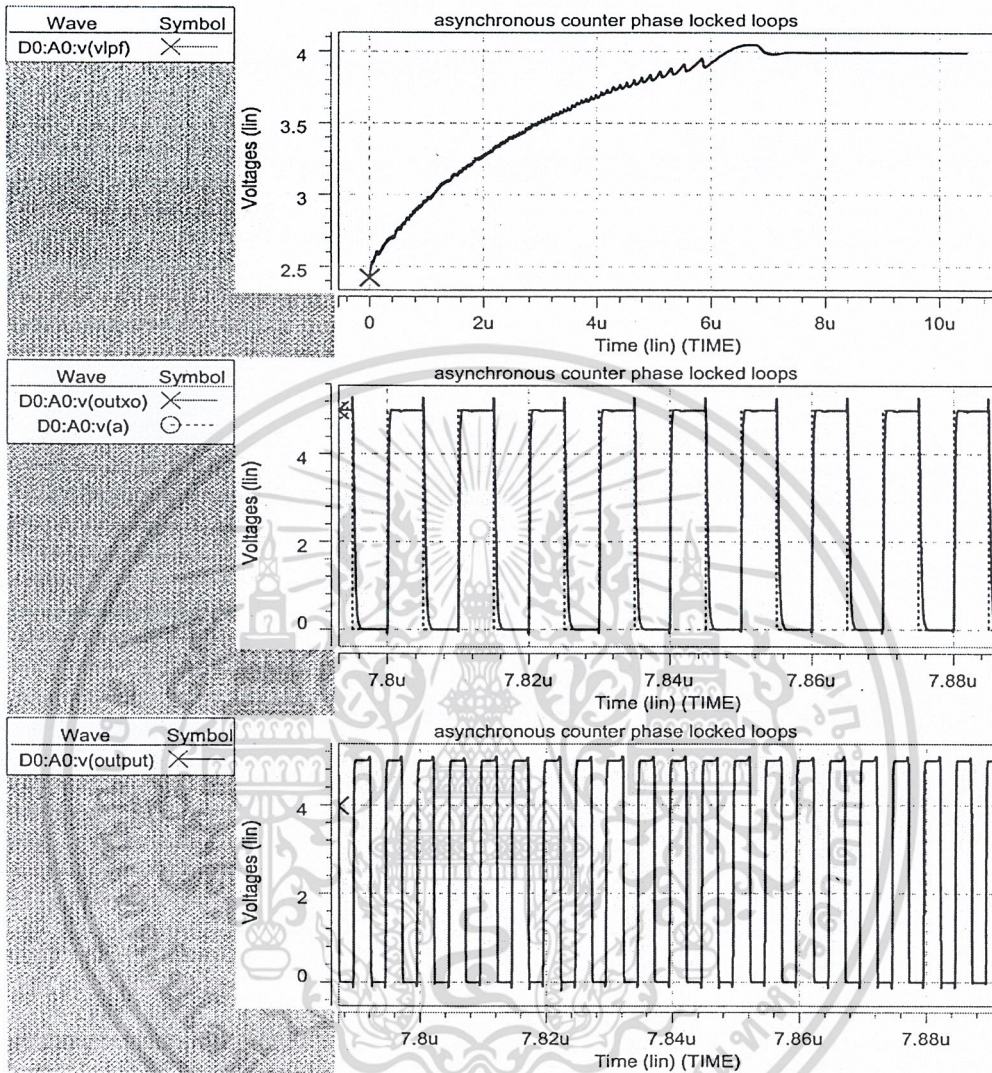 Wave Symbol
D0:A0:v(vlpf)
asynchronous counter phase locked loops
Voltages (lin)
4
3.5
3
2.5
0 2u 4u 6u 8u 10u
Time (lin) (TIME)
Wave Symbol
D0:A0:v(outxo)
D0:A0:v(a)
asynchronous counter phase locked loops
Voltages (lin)
4
2
0
7.8u 7.82u 7.84u 7.86u 7.88u
Time (lin) (TIME)
Wave Symbol
D0:A0:v(output)
asynchronous counter phase locked loops
Voltages (lin)
4
2
0
7.8u 7.82u 7.84u 7.86u 7.88u
Time (lin) (TIME)